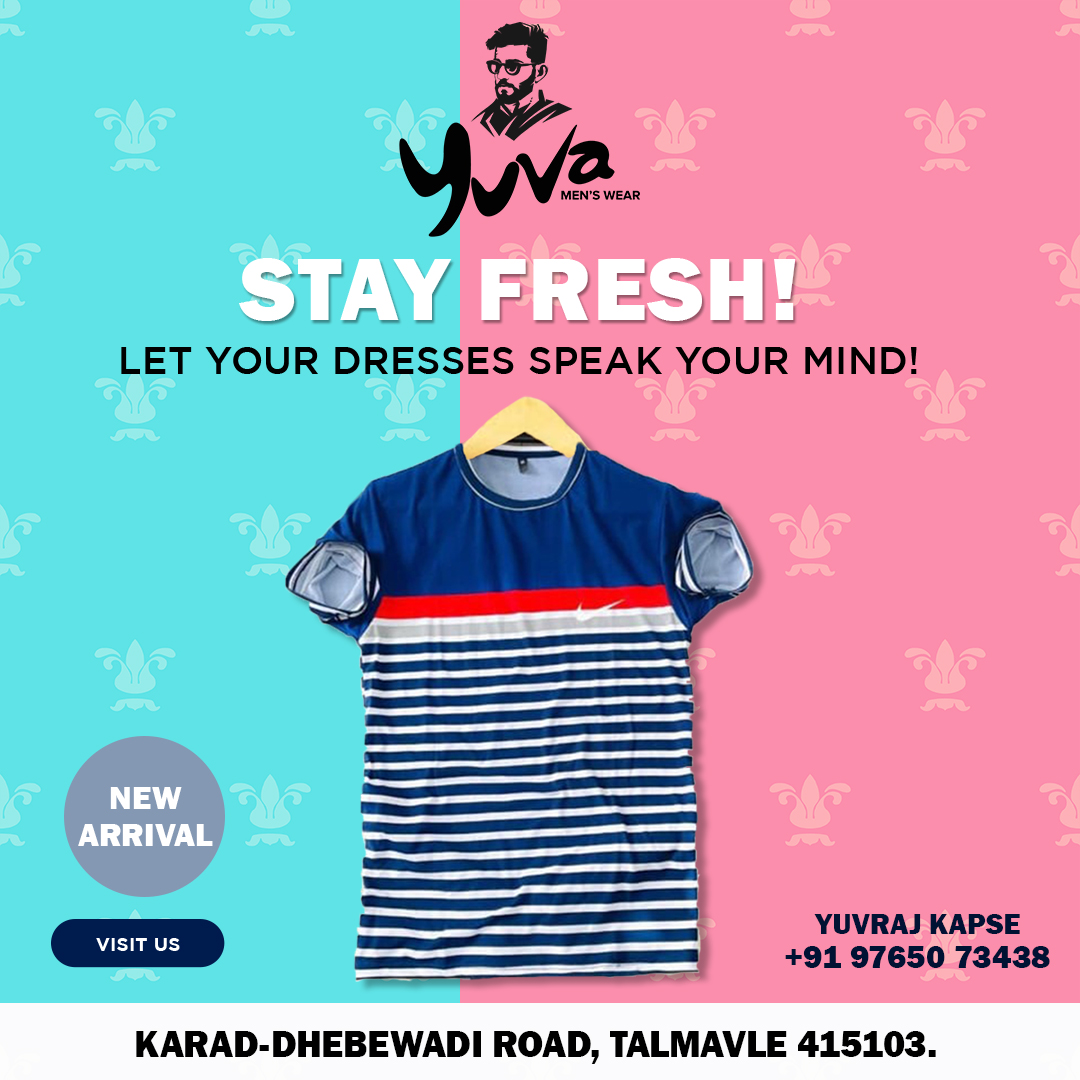 Yuva
MEN'S WEAR
STAY FRESH!
LET YOUR DRESSES SPEAK YOUR MIND!
NEW
ARRIVAL
VISIT US
YUVRAJ KAPSE
+91 97650 73438
KARAD-DHEBEWADI ROAD, TALMAVLE 415103.